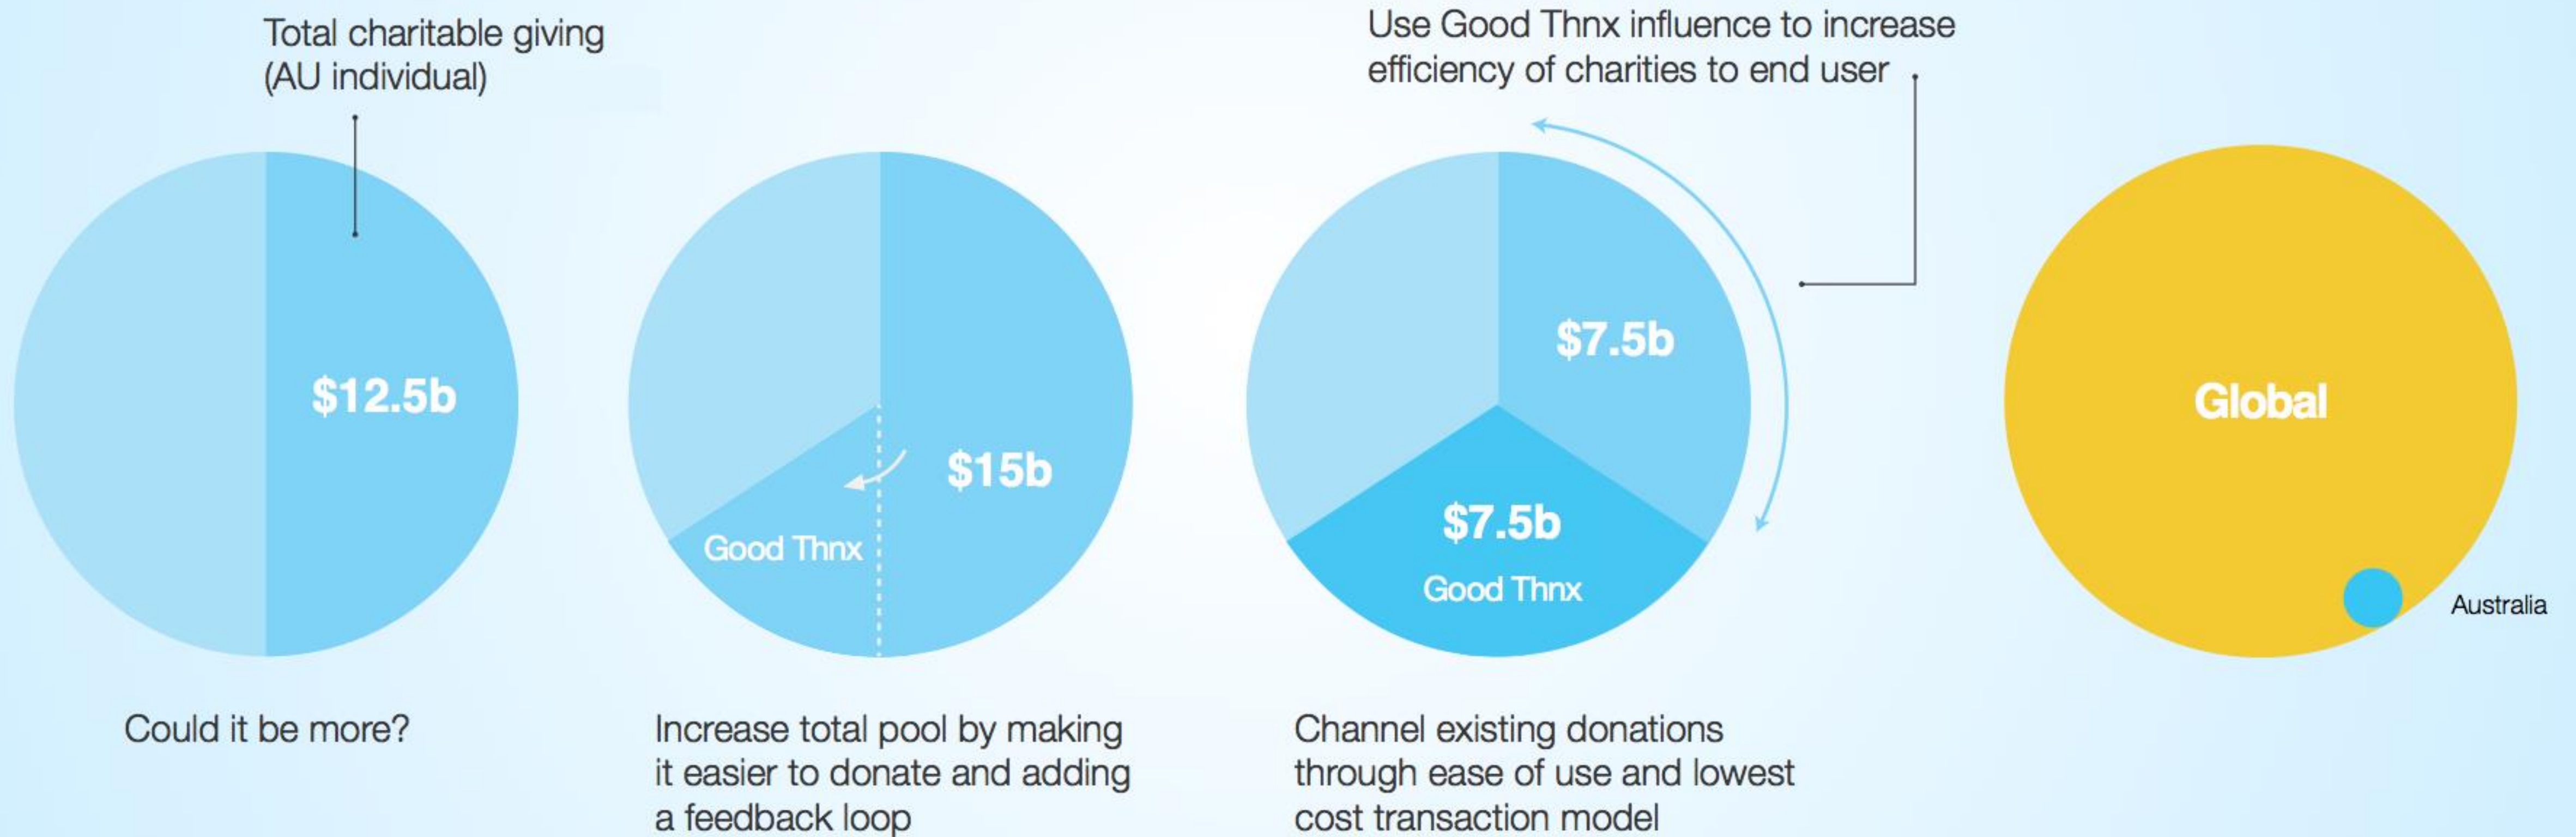 Total charitable giving
(AU individual)
$12.5b
Could it be more?
$15b
Good Thnx
Increase total pool by making
it easier to donate and adding
a feedback loop
Use Good Thnx influence to increase
efficiency of charities to end user
$7.5b
$7.5b
Good Thnx
Channel existing donations
through ease of use and lowest
cost transaction model
Global
Australia